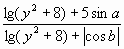 lg(y² + 8) + 5 sin a
lg(y² + 8) + |cos b|